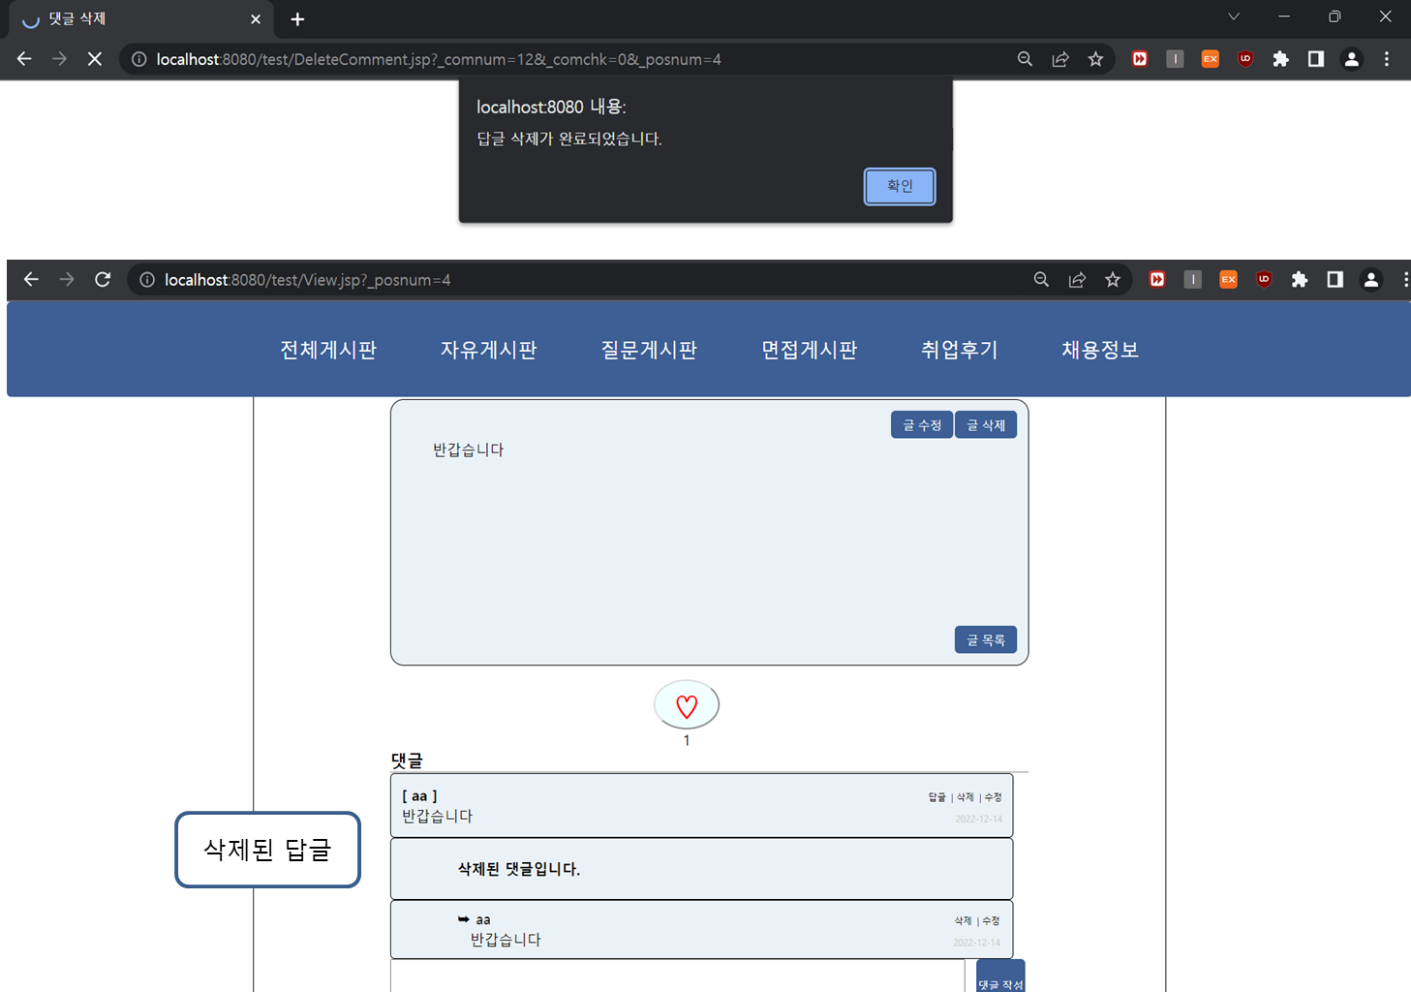 댓글 삭제
localhost:8080/test/DeleteComment.jsp?_comnum=12&_comchk=0&_posnum=4
EX
localhost:8080 내용:
답글 삭제가 완료되었습니다.
확인
localhost:8080/test/View.jsp?_posnum=4
EX
전체게시판 자유게시판 질문게시판 면접게시판 취업후기 채용정보
글 수정 글 삭제
반갑습니다
글 목록
1
댓글
[ aa ] 답글 | 삭제 | 수정
반갑습니다 2022-12-14
삭제된 답글
삭제된 댓글입니다.
➥ aa 삭제 | 수정
반갑습니다 2022-12-14
댓글 작성